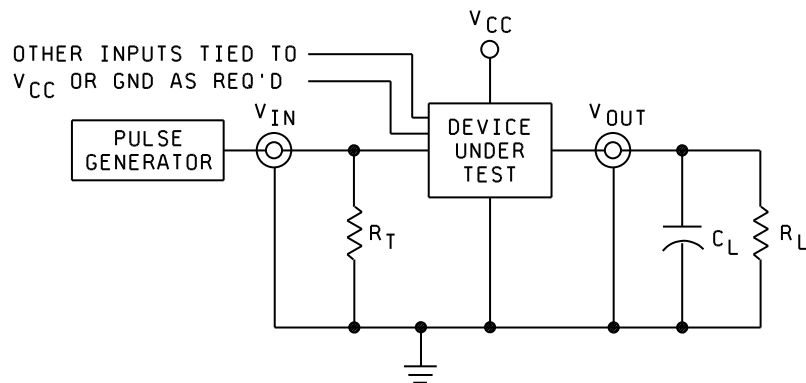 VCC
OTHER INPUTS TIED TO
VCC OR GND AS REQ'D
VIN
VOUT
PULSE
GENERATOR
DEVICE
UNDER
TEST
RT
CL
RL